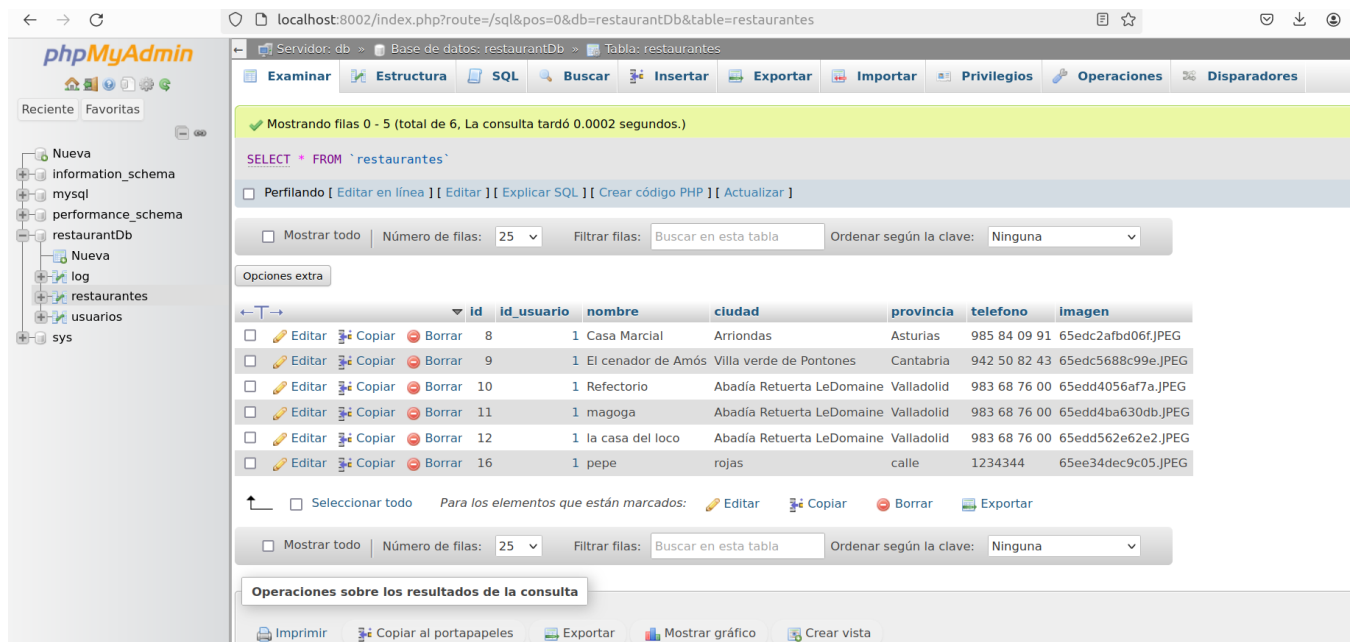 localhost:8002/index.php?route=/sql&pos=0&db=restaurantDb&table=restaurantes
phpMyAdmin
Reciente Favoritas
Nueva
information_schema
mysql
performance_schema
restaurantDb
Nueva
log
restaurantes
usuarios
sys
Servidor: db » Base de datos: restaurantDb » Tabla: restaurantes
Examinar Estructura SQL Buscar Insertar Exportar Importar Privilegios Operaciones Disparadores
Mostrando filas 0 - 5 (total de 6, La consulta tardó 0.0002 segundos.)
SELECT * FROM `restaurantes`
Perfilando [ Editar en línea ] [ Editar ] [ Explicar SQL ] [ Crear código PHP ] [ Actualizar ]
Mostrar todo Número de filas: 25 Filtrar filas: Buscar en esta tabla Ordenar según la clave: Ninguna
Opciones extra
id id_usuario nombre ciudad provincia telefono imagen
Editar Copiar Borrar 8 1 Casa Marcial Arriondas Asturias 985 84 09 91 65edc2afbd06f.JPEG
Editar Copiar Borrar 9 1 El cenador de Amós Villa verde de Pontones Cantabria 942 50 82 43 65edc5688c99e.JPEG
Editar Copiar Borrar 10 1 Refectorio Abadía Retuerta LeDomaine Valladolid 983 68 76 00 65edd4056af7a.JPEG
Editar Copiar Borrar 11 1 magoga Abadía Retuerta LeDomaine Valladolid 983 68 76 00 65edd4ba630db.JPEG
Editar Copiar Borrar 12 1 la casa del loco Abadía Retuerta LeDomaine Valladolid 983 68 76 00 65edd562e62e2.JPEG
Editar Copiar Borrar 16 1 pepe rojas calle 1234344 65ee34dec9c05.JPEG
Seleccionar todo Para los elementos que están marcados: Editar Copiar Borrar Exportar
Mostrar todo Número de filas: 25 Filtrar filas: Buscar en esta tabla Ordenar según la clave: Ninguna
Operaciones sobre los resultados de la consulta
Imprimir Copiar al portapapeles Exportar Mostrar gráfico Crear vista